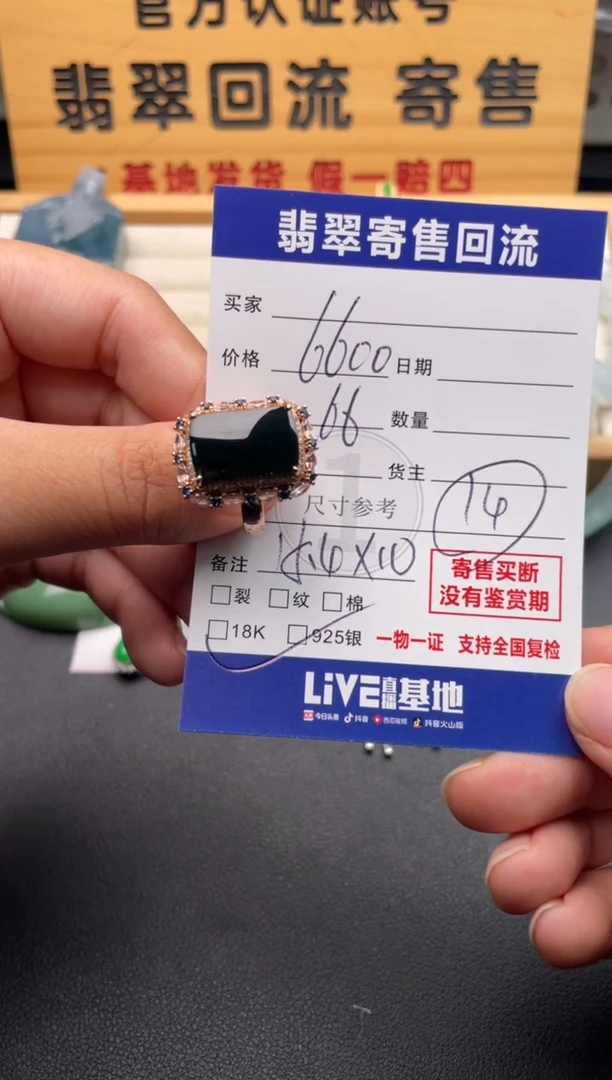 官方认证账号
翡翠回流 寄售
基地发货 假一赔四
翡翠寄售回流
买家
价格 6600 日期
66 数量
货主 14
尺寸参考
备注
裂 纹 棉
寄售买断
没有鉴赏期
18K 925银 一物一证 支持全国复检
LiVE直播基地
今日头条 抖音 西瓜视频 抖音火山版